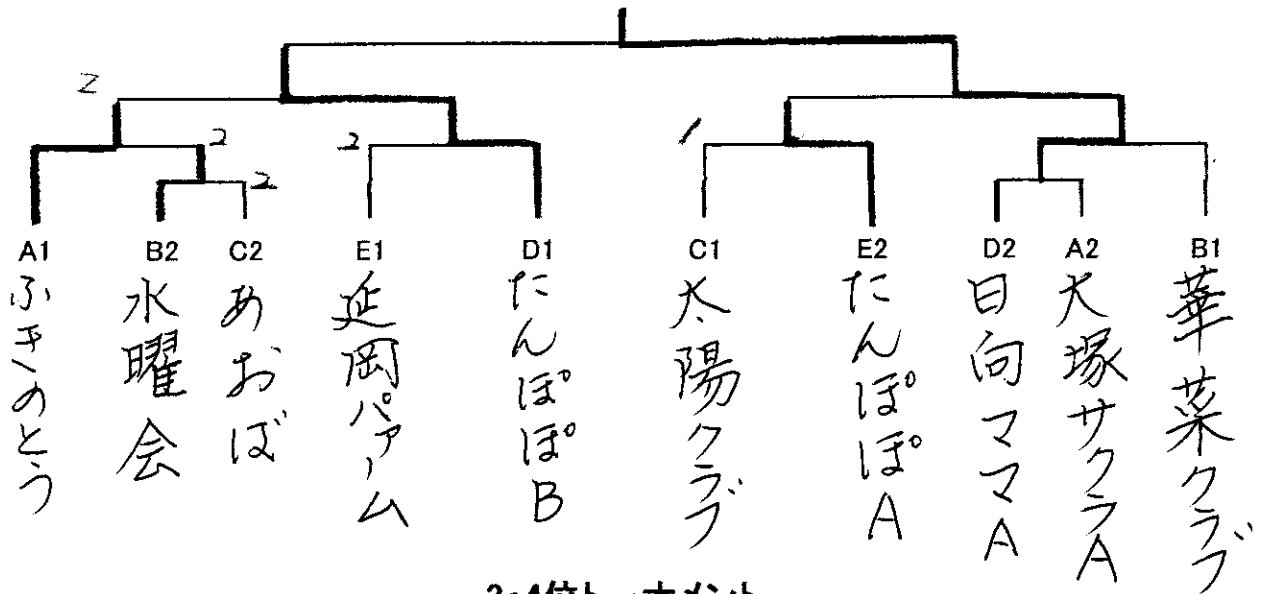 2
2
2
2
1
A1
B2
C2
E1
D1
C1
E2
D2
A2
B1
ふきのとう
水曜会
あおば
延岡パァーム
たんぽぽB
太陽クラブ
たんぽぽA
日向ママA
大塚サクラA
華菜クラブ